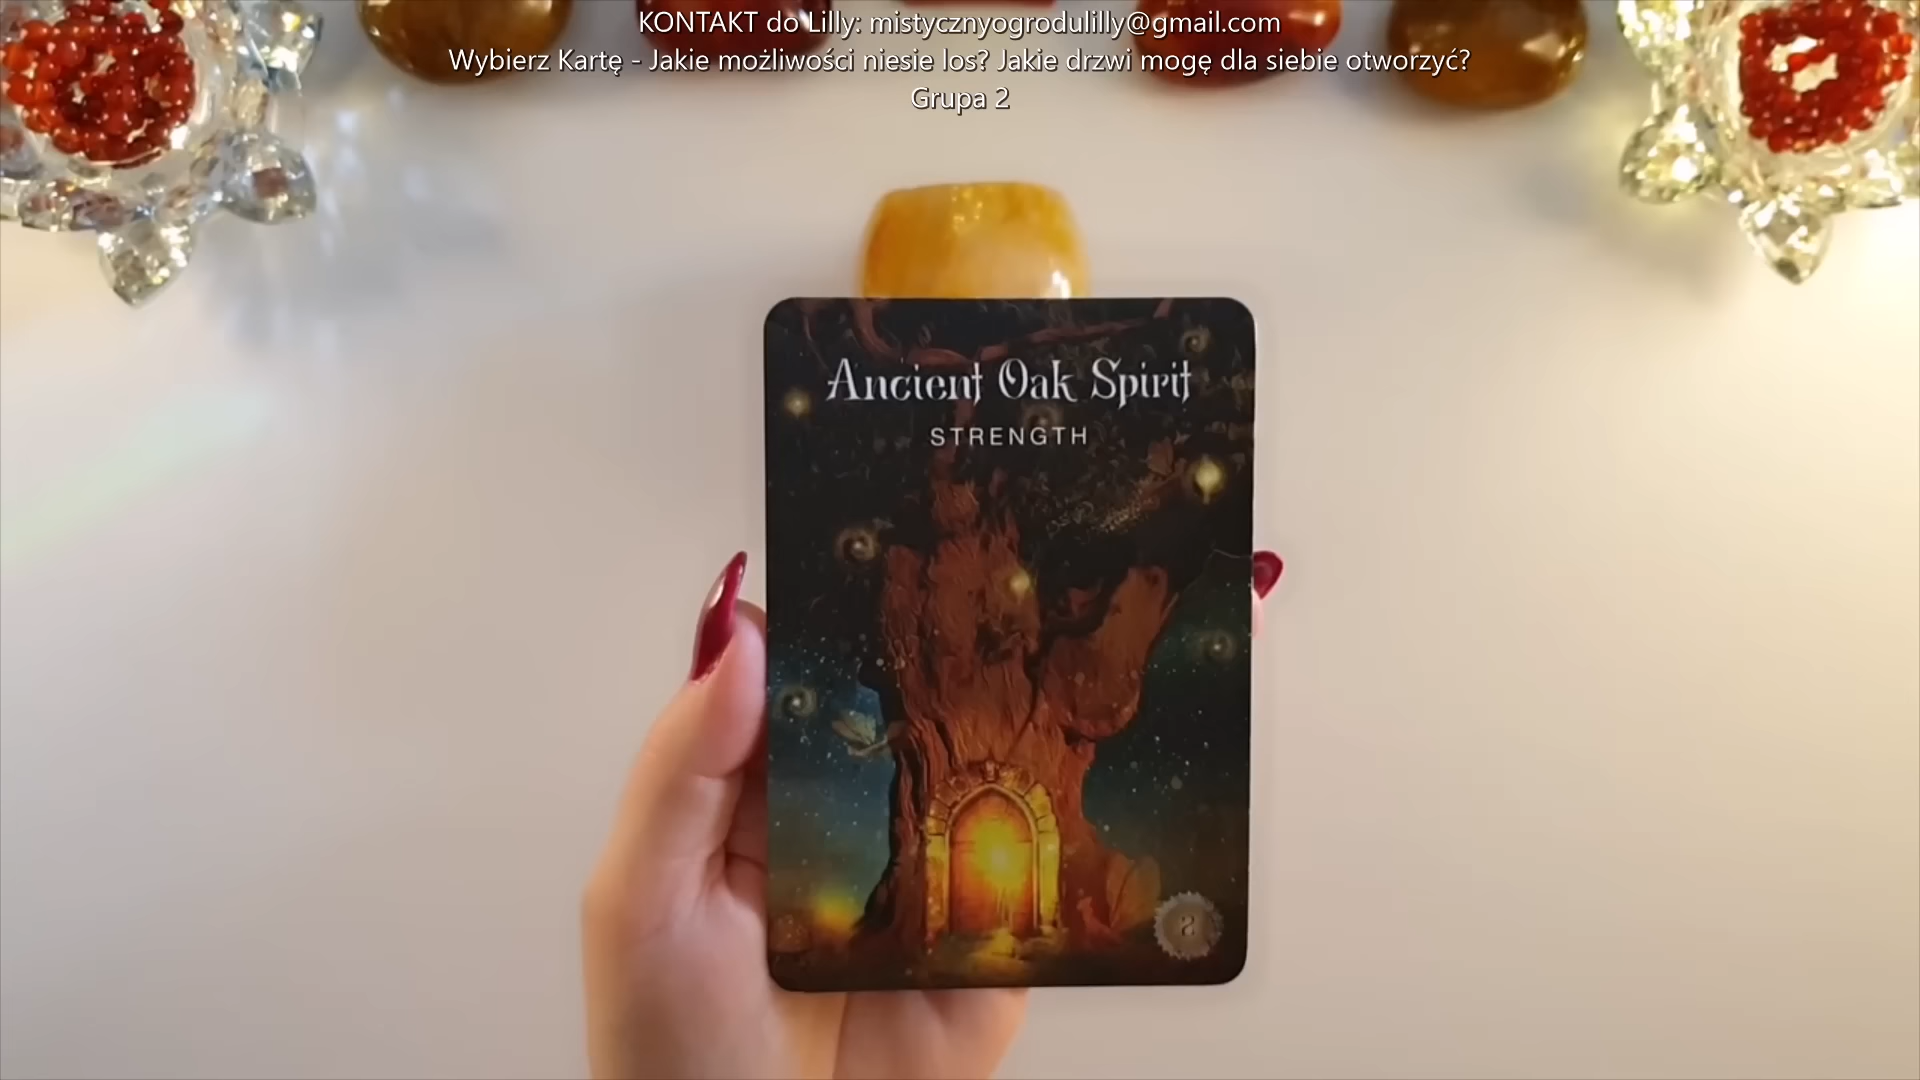 KONTAKT do Lilly: mistycznyogrodulilly@gmail.com
Wybierz Kartę - Jakie możliwości niesie los? Jakie drzwi mogę dla siebie otworzyć?
Grupa 2
Ancient Oak Spirit
STRENGTH
2